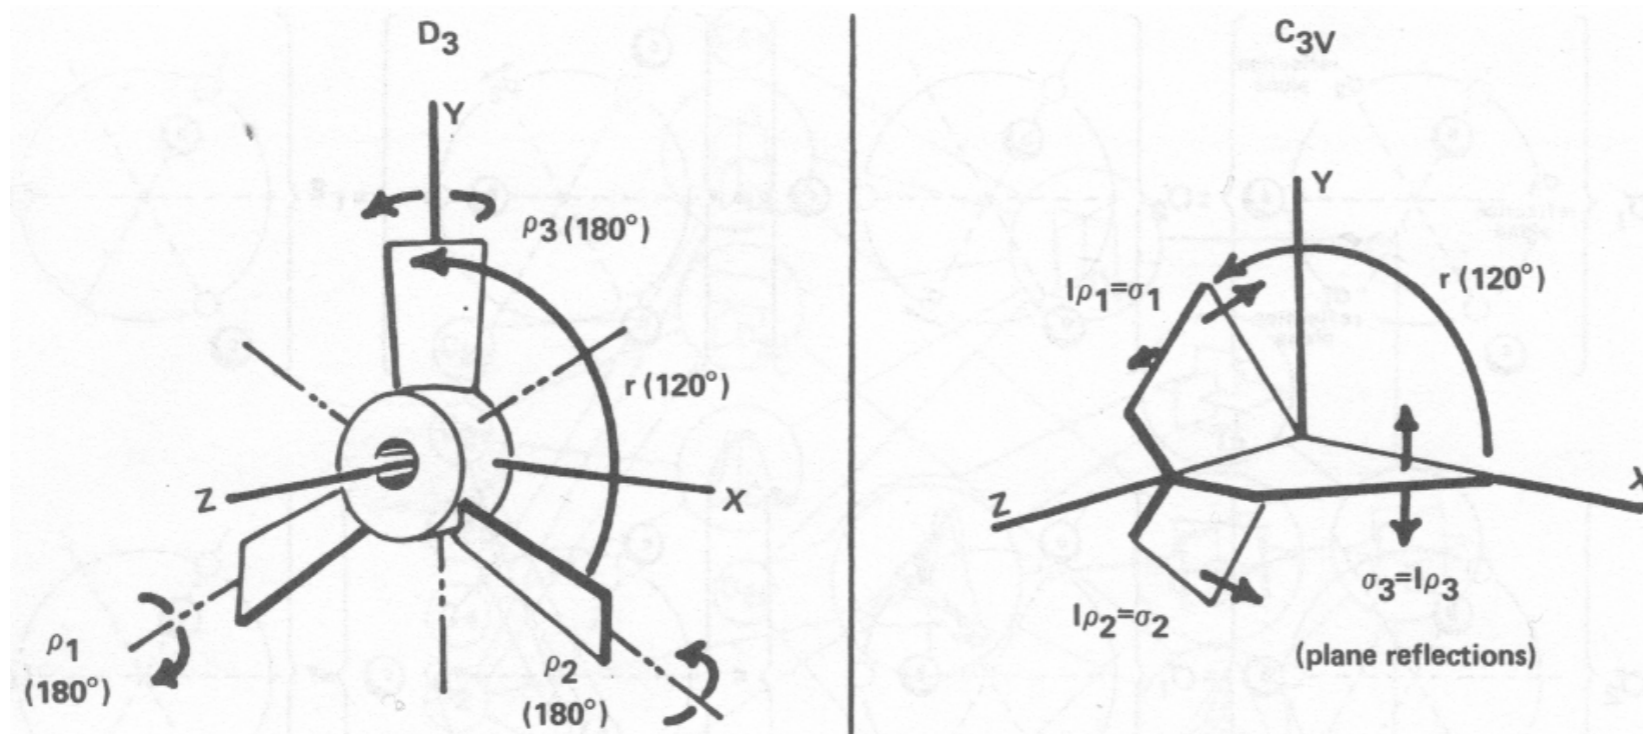 D3
Y
ρ3 (180°)
r (120°)
Z
X
ρ1
(180°)
ρ2
(180°)
C3V
Y
Iρ1=σ1
r (120°)
Z
X
σ3=Iρ3
Iρ2=σ2
(plane reflections)